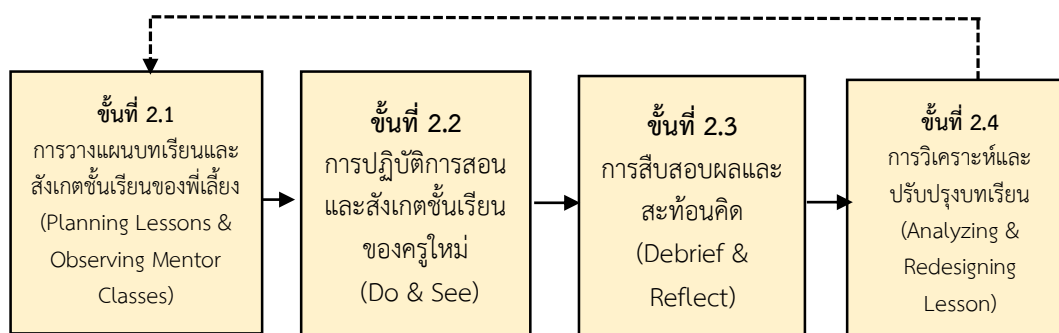 ขั้นที่ 2.1
การวางแผนบทเรียนและ
สังเกตชั้นเรียนของพี่เลี้ยง
(Planning Lessons &
Observing Mentor
Classes)
ขั้นที่ 2.2
การปฏิบัติการสอน
และสังเกตชั้นเรียน
ของครูใหม่
(Do & See)
ขั้นที่ 2.3
การสืบสอบผลและ
สะท้อนคิด
(Debrief &
Reflect)
ขั้นที่ 2.4
การวิเคราะห์และ
ปรับปรุงบทเรียน
(Analyzing &
Redesigning
Lesson)